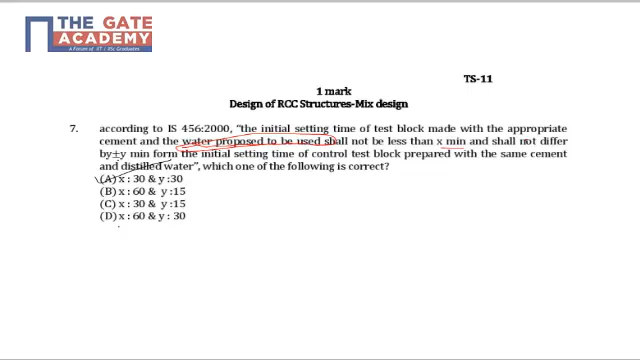 THE GATE
ACADEMY
A Forum of IIT / IISc Graduates
TS-11
1 mark
Design of RCC Structures-Mix design
7. according to IS 456:2000, "the initial setting time of test block made with the appropriate
cement and the water proposed to be used shall not be less than x min and shall not differ
by±y min form the initial setting time of control test block prepared with the same cement
and distilled water", which one of the following is correct?
(A) x : 30 & y :30
(B) x : 60 & y :15
(C) x : 30 & y :15
(D) x : 60 & y : 30